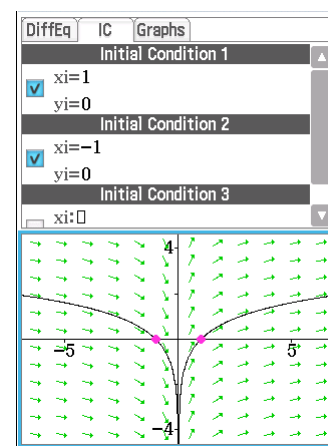 DiffEq IC Graphs
Initial Condition 1
xi=1
yi=0
Initial Condition 2
xi=-1
yi=0
Initial Condition 3
xi:▯
4
-5 5
-4